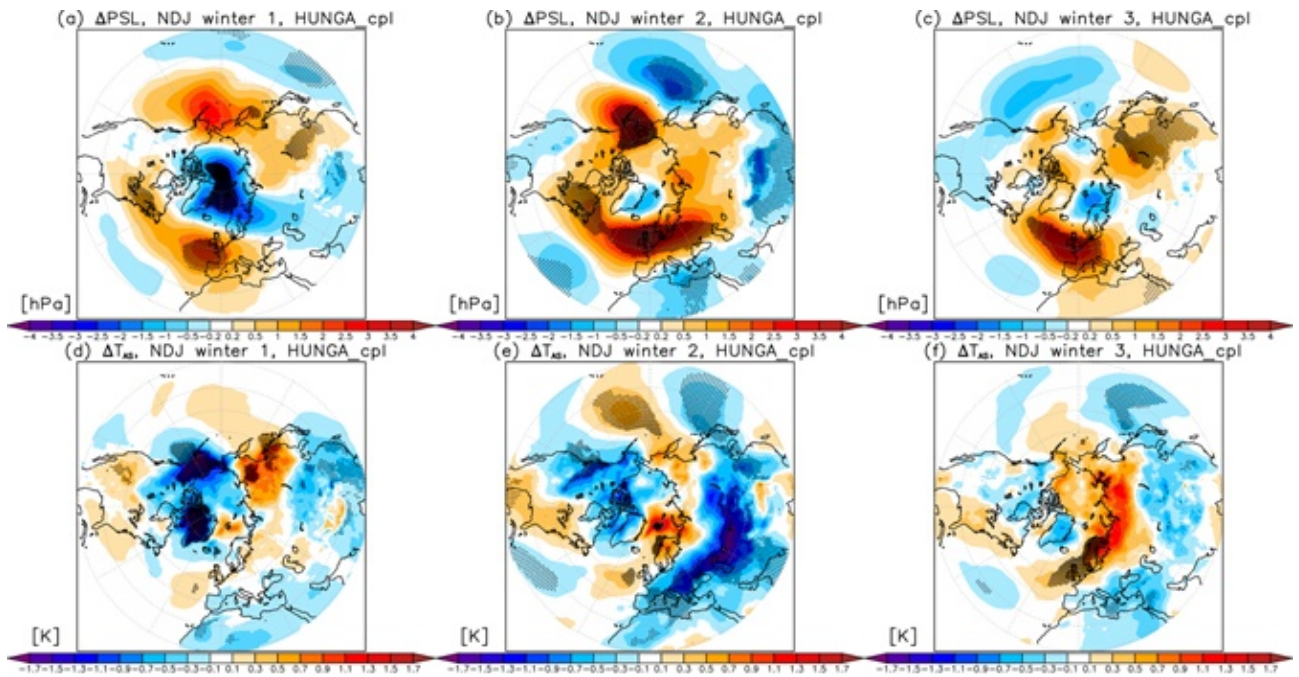 (a) ΔPSL, NDJ winter 1, HUNGA_cpl
(b) ΔPSL, NDJ winter 2, HUNGA_cpl
(c) ΔPSL, NDJ winter 3, HUNGA_cpl
[hPa]
[hPa]
[hPa]
−4 −3.5 −3 −2.5 −2 −1.5 −1 −0.5 −0.2 0.2 0.5 1 1.5 2 2.5 3 3.5 4
−4 −3.5 −3 −2.5 −2 −1.5 −1 −0.5 −0.2 0.2 0.5 1 1.5 2 2.5 3 3.5 4
−4 −3.5 −3 −2.5 −2 −1.5 −1 −0.5 −0.2 0.2 0.5 1 1.5 2 2.5 3 3.5 4
(d) ΔTAS, NDJ winter 1, HUNGA_cpl
(e) ΔTAS, NDJ winter 2, HUNGA_cpl
(f) ΔTAS, NDJ winter 3, HUNGA_cpl
[K]
[K]
[K]
−1.7 −1.5 −1.3 −1.1 −0.9 −0.7 −0.5 −0.3 −0.1 0.1 0.3 0.5 0.7 0.9 1.1 1.3 1.5 1.7
−1.7 −1.5 −1.3 −1.1 −0.9 −0.7 −0.5 −0.3 −0.1 0.1 0.3 0.5 0.7 0.9 1.1 1.3 1.5 1.7
−1.7 −1.5 −1.3 −1.1 −0.9 −0.7 −0.5 −0.3 −0.1 0.1 0.3 0.5 0.7 0.9 1.1 1.3 1.5 1.7